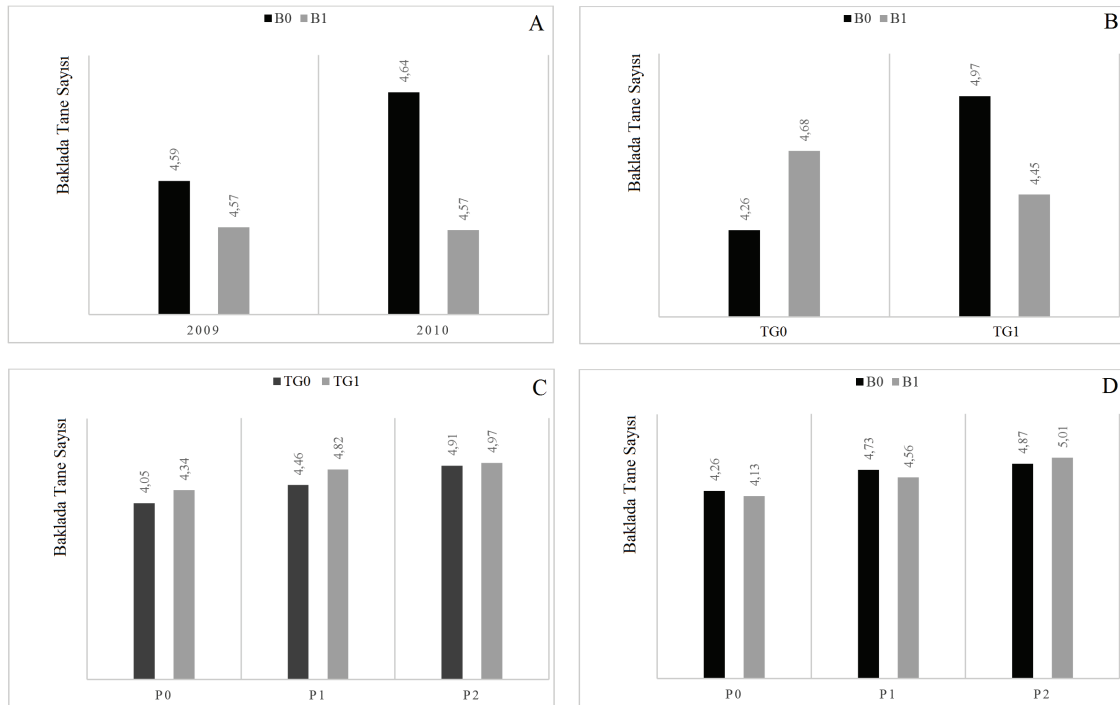 B0 B1
A
Baklada Tane Sayısı
4,59
4,57
4,64
4,57
2009 2010
B0 B1
B
Baklada Tane Sayısı
4,26
4,68
4,97
4,45
TG0 TG1
TG0 TG1
C
Baklada Tane Sayısı
4,05
4,34
4,46
4,82
4,91
4,97
P0 P1 P2
B0 B1
D
Baklada Tane Sayısı
4,26
4,13
4,73
4,56
4,87
5,01
P0 P1 P2